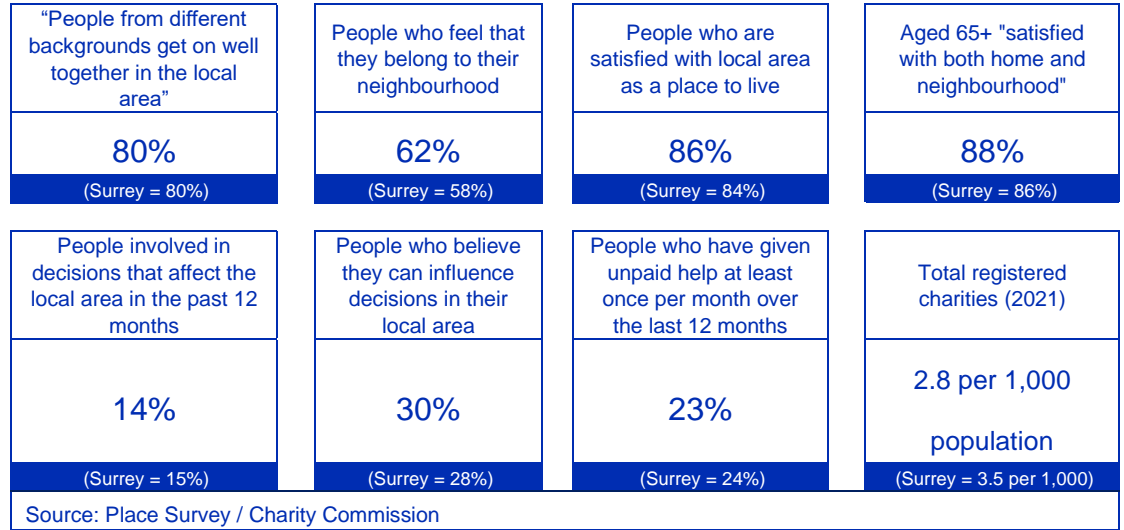 “People from different
backgrounds get on well
together in the local
area”
80%
(Surrey = 80%)
People who feel that
they belong to their
neighbourhood
62%
(Surrey = 58%)
People who are
satisfied with local area
as a place to live
86%
(Surrey = 84%)
Aged 65+ "satisfied
with both home and
neighbourhood"
88%
(Surrey = 86%)
People involved in
decisions that affect the
local area in the past 12
months
14%
(Surrey = 15%)
People who believe
they can influence
decisions in their
local area
30%
(Surrey = 28%)
People who have given
unpaid help at least
once per month over
the last 12 months
23%
(Surrey = 24%)
Total registered
charities (2021)
2.8 per 1,000
population
(Surrey = 3.5 per 1,000)
Source: Place Survey / Charity Commission